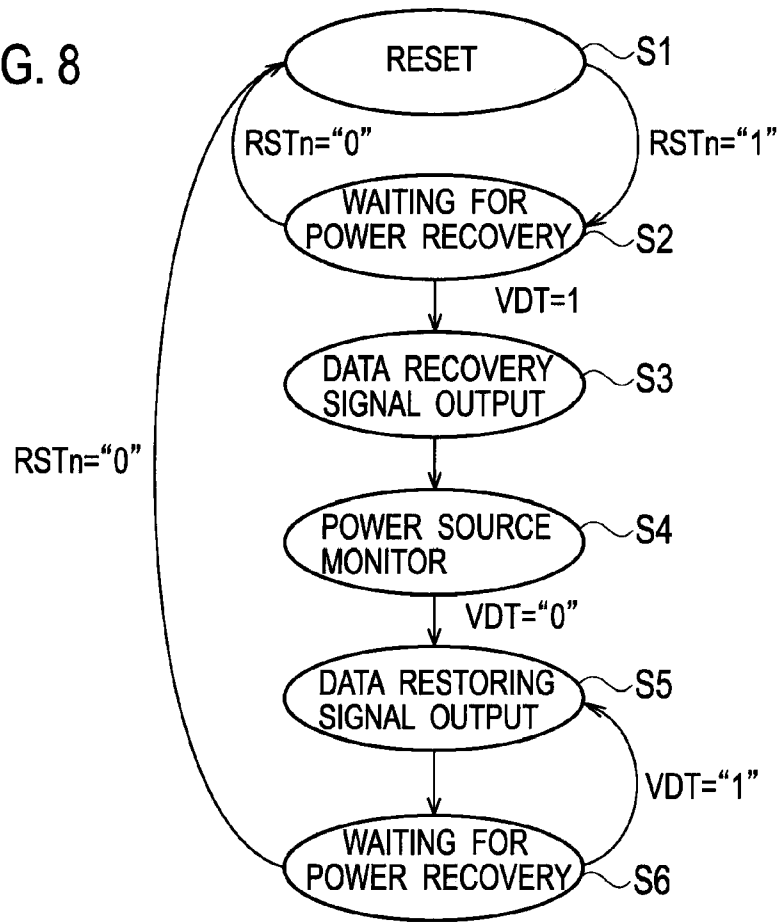 G. 8
RESET
S1
RSTn=“0”
RSTn=“1”
WAITING FOR
POWER RECOVERY
S2
VDT=1
DATA RECOVERY
SIGNAL OUTPUT
S3
RSTn=“0”
POWER SOURCE
MONITOR
S4
VDT=“0”
DATA RESTORING
SIGNAL OUTPUT
S5
VDT=“1”
WAITING FOR
POWER RECOVERY
S6